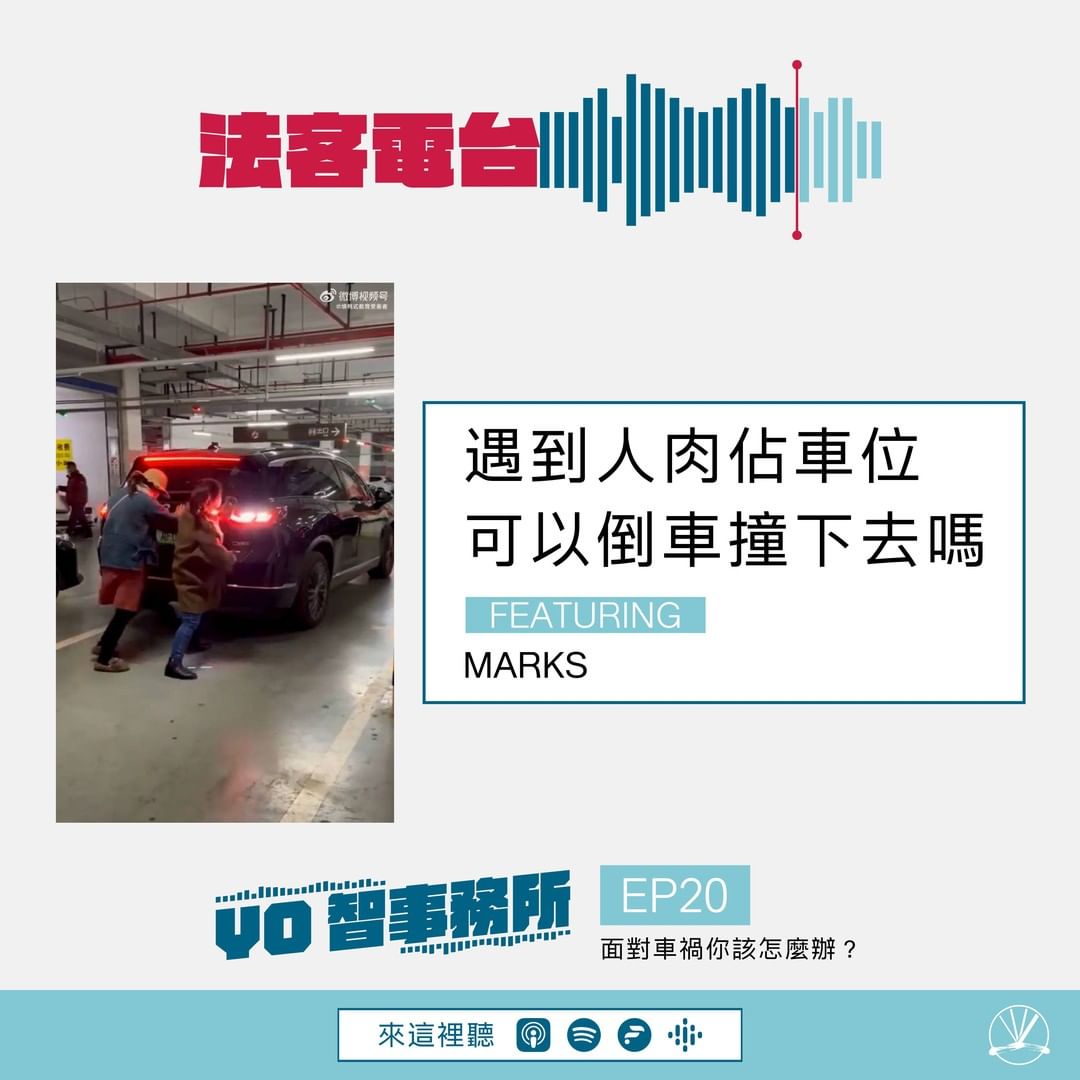 法客電台
微博视频号
遇到人肉佔車位
可以倒車撞下去嗎
FEATURING
MARKS
YO 智事務所
EP20
面對車禍你該怎麼辦？
來這裡聽